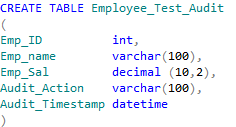 CREATE TABLE Employee_Test_Audit
(
Emp_ID int,
Emp_name varchar(100),
Emp_Sal decimal (10,2),
Audit_Action varchar(100),
Audit_Timestamp datetime
)